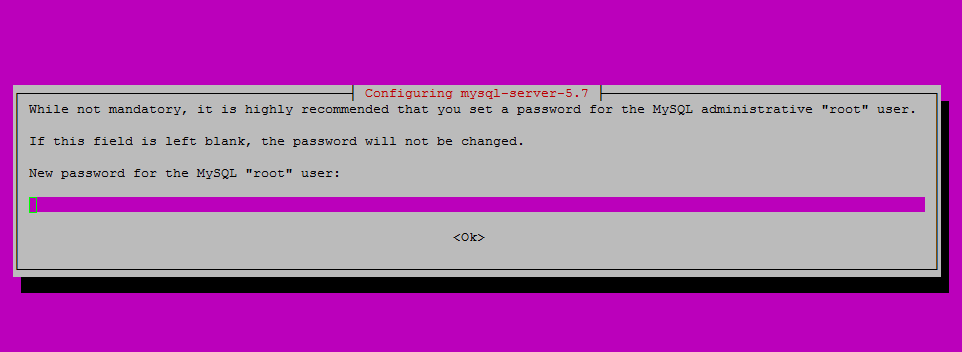 Configuring mysql-server-5.7
While not mandatory, it is highly recommended that you set a password for the MySQL administrative "root" user.
If this field is left blank, the password will not be changed.
New password for the MySQL "root" user:
<Ok>